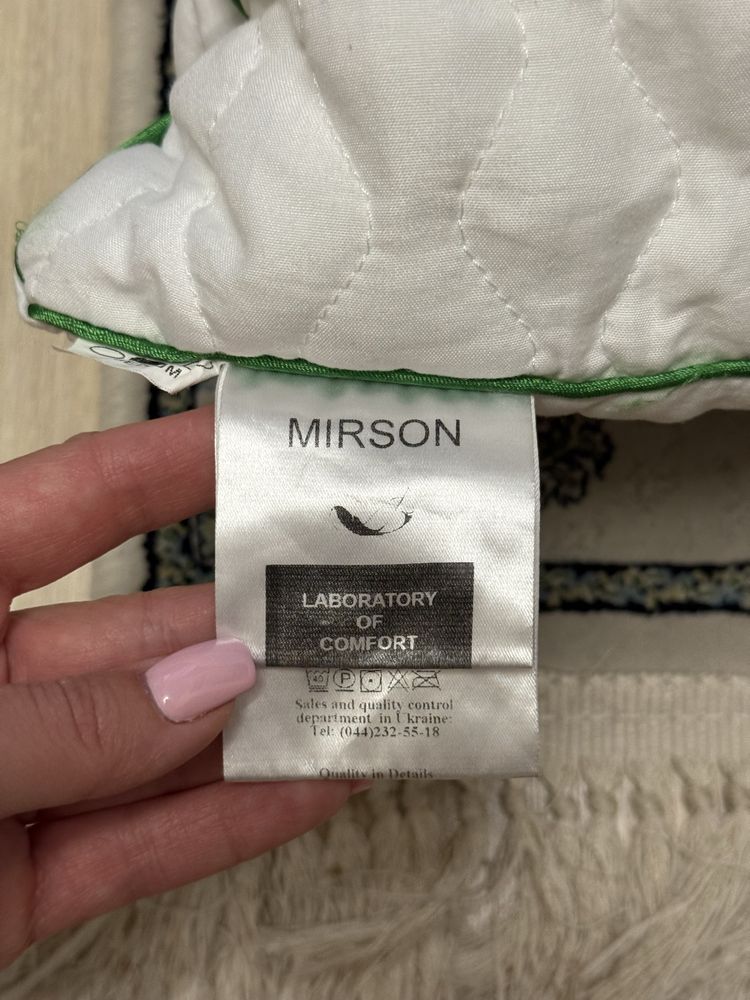 MIRSON
LABORATORY
OF
COMFORT
40 P
Sales and quality control
department in Ukraine:
Tel: (044)232-55-18
Quality in Details